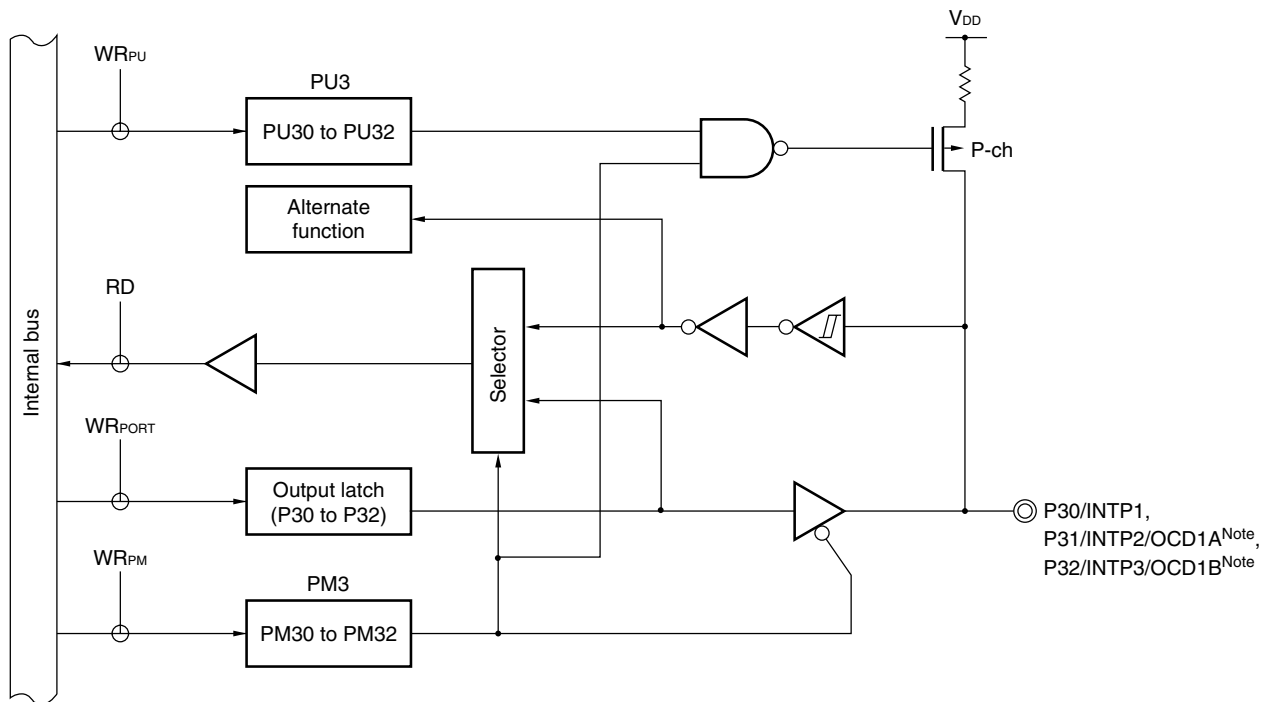 VDD
WRPU
PU3
PU30 to PU32
P-ch
Alternate
function
RD
Internal bus
Selector
WRPORT
Output latch
(P30 to P32)
P30/INTP1,
P31/INTP2/OCD1ANote,
P32/INTP3/OCD1BNote
WRPM
PM3
PM30 to PM32